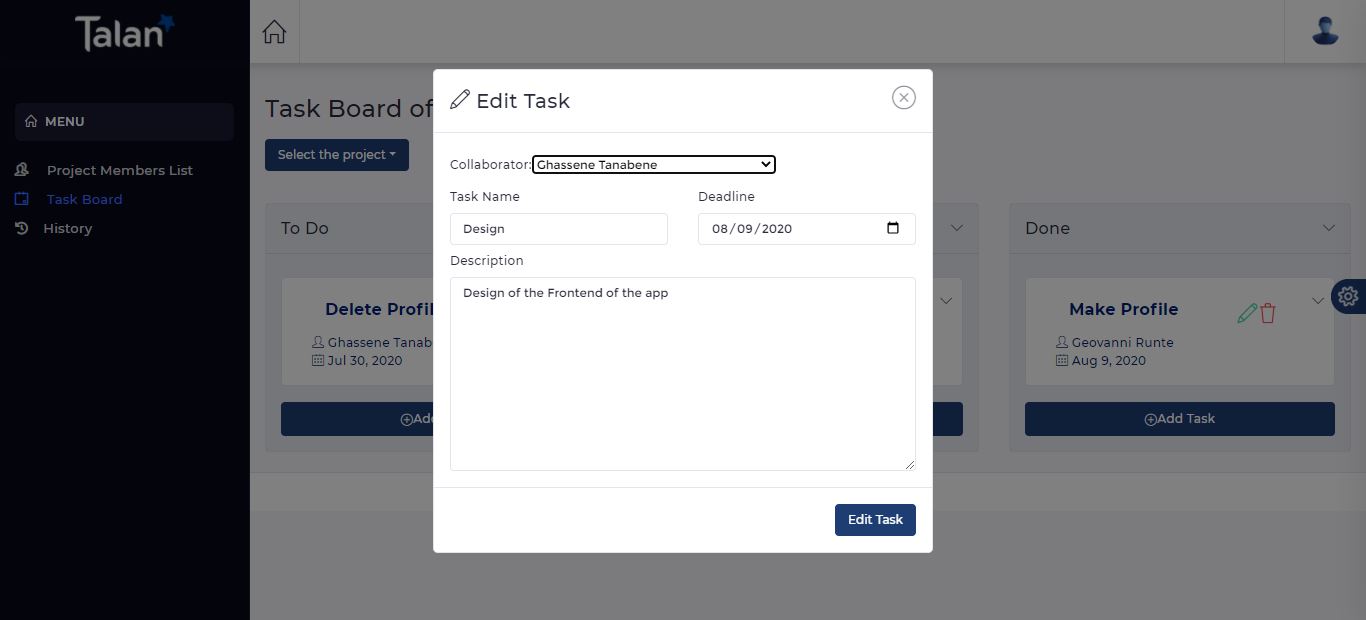 Talan
MENU
Project Members List
Task Board
History
Task Board of
Select the project
To Do
Delete Profil
Ghassene Tanab
Jul 30, 2020
Edit Task
Collaborator: Ghassene Tanabene
Task Name
Deadline
Design
08/09/2020
Description
Design of the Frontend of the app
Edit Task
Done
Make Profile
Geovanni Runte
Aug 9, 2020
Add Task